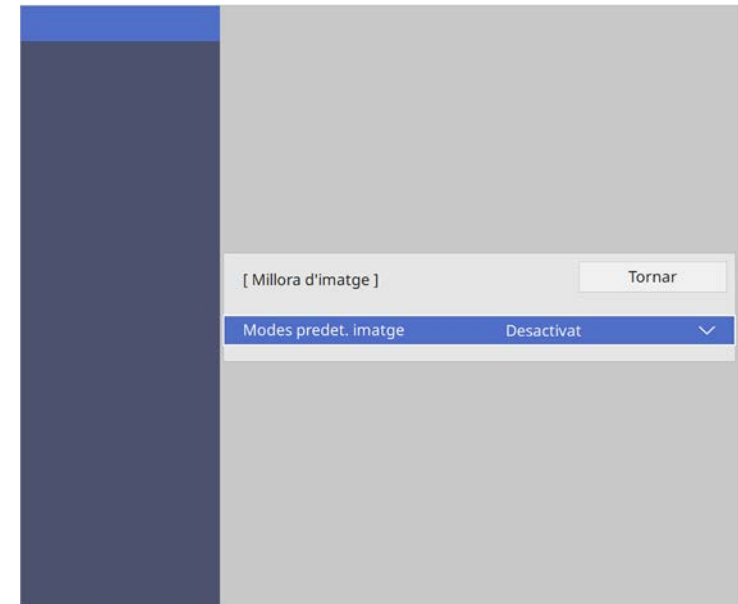 [ Millora d'imatge ]
Tornar
Modes predet. imatge Desactivat